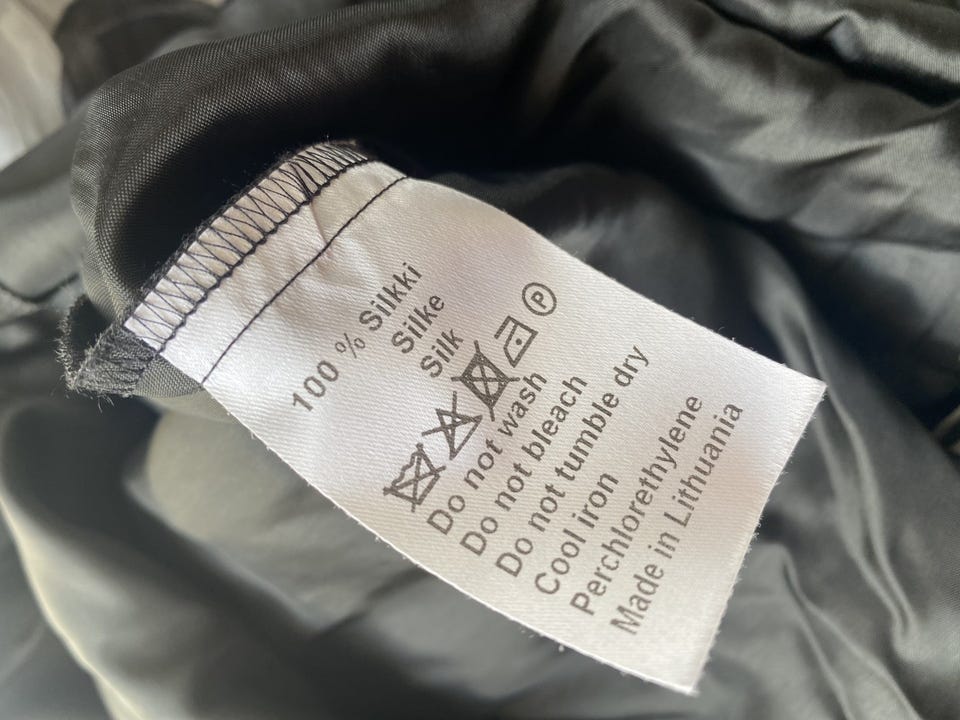 100 % Silkki
Silke
Silk
P
Do not wash
Do not bleach
Do not tumble dry
Cool iron
Perchlorethylene
Made in Lithuania